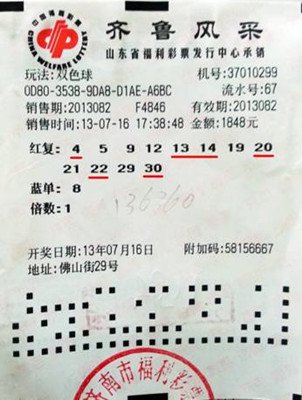 中国福利彩票
CHINA WELFARE LOTTERY
齐鲁风采
山东省福利彩票发行中心承销
玩法:双色球 机号:37010299
0D80-3538-9DA8-D1AE-A6BC 流水号:67
销售期:2013082 F4846 有效期:2013082
销售时间:13-07-16 17:38:48 金额:1848元
红复: 4 5 9 12 13 14 19 20
21 22 29 30
蓝单: 8
倍数: 1
136360
开奖日期:13年07月16日 附加码:58156667
地址:佛山街29号
济南市福利彩票